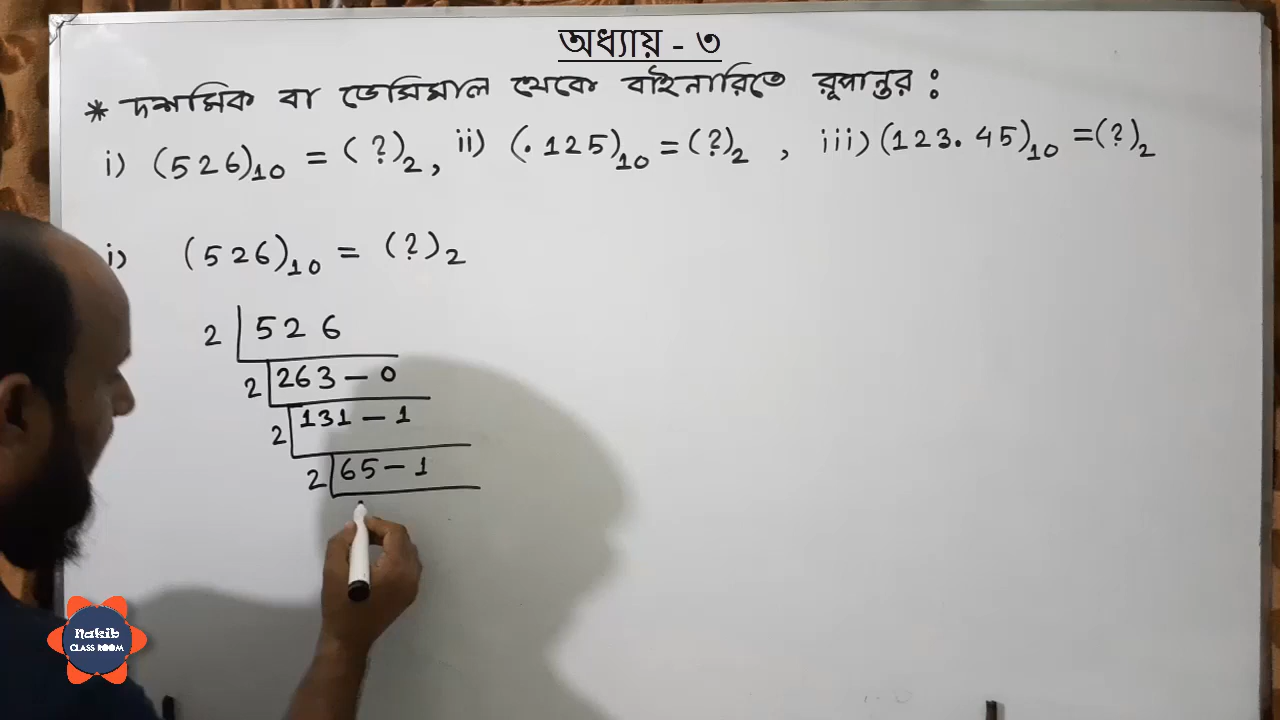 অধ্যায় - ৩
* দশমিক বা ডেসিমাল থেকে বাইনারিতে রূপান্তর :
i) (526)10 = (?)2, ii) (.125)10 = (?)2 , iii) (123.45)10 = (?)2
i) (526)10 = (?)2
2 526
2 263 - 0
2 131 - 1
2 65 - 1
Nakib
CLASS ROOM